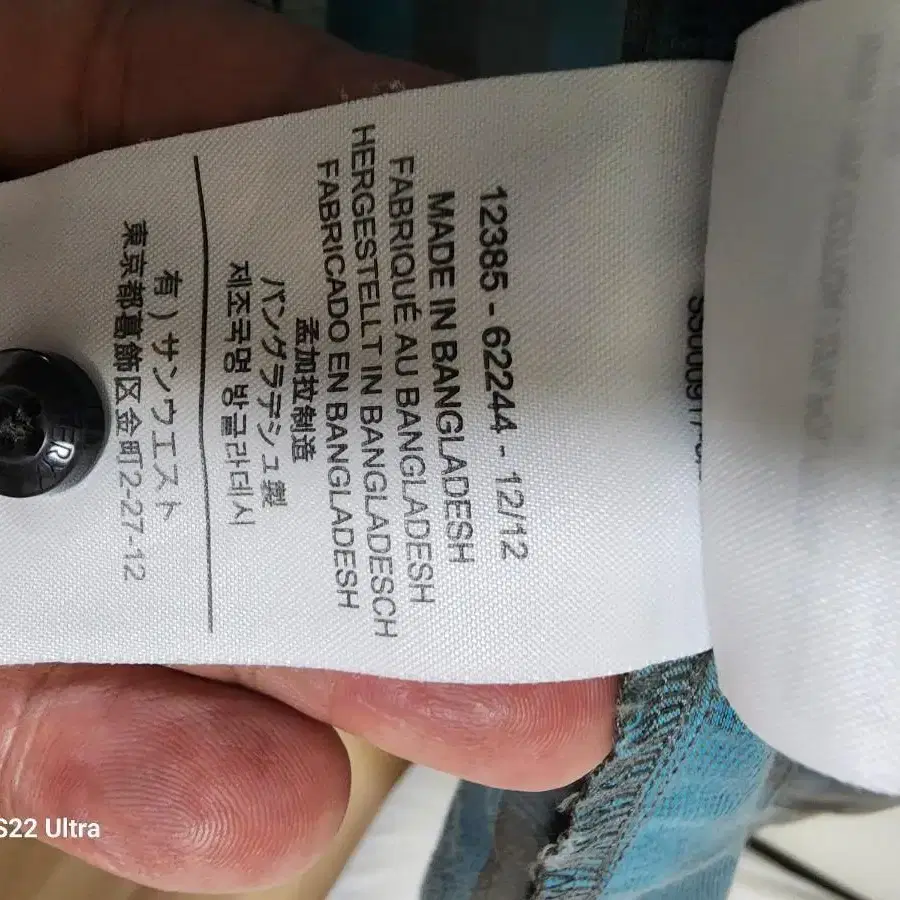 12385 - 62244 - 12/12
MADE IN BANGLADESH
FABRIQUÉ AU BANGLADESH
HERGESTELLT IN BANGLADESCH
FABRICADO EN BANGLADESH
孟加拉制造
バングラデシュ製
제조국명 방글라데시
有）サンウエスト
東京都葛飾区金町2-27-12
S22 Ultra